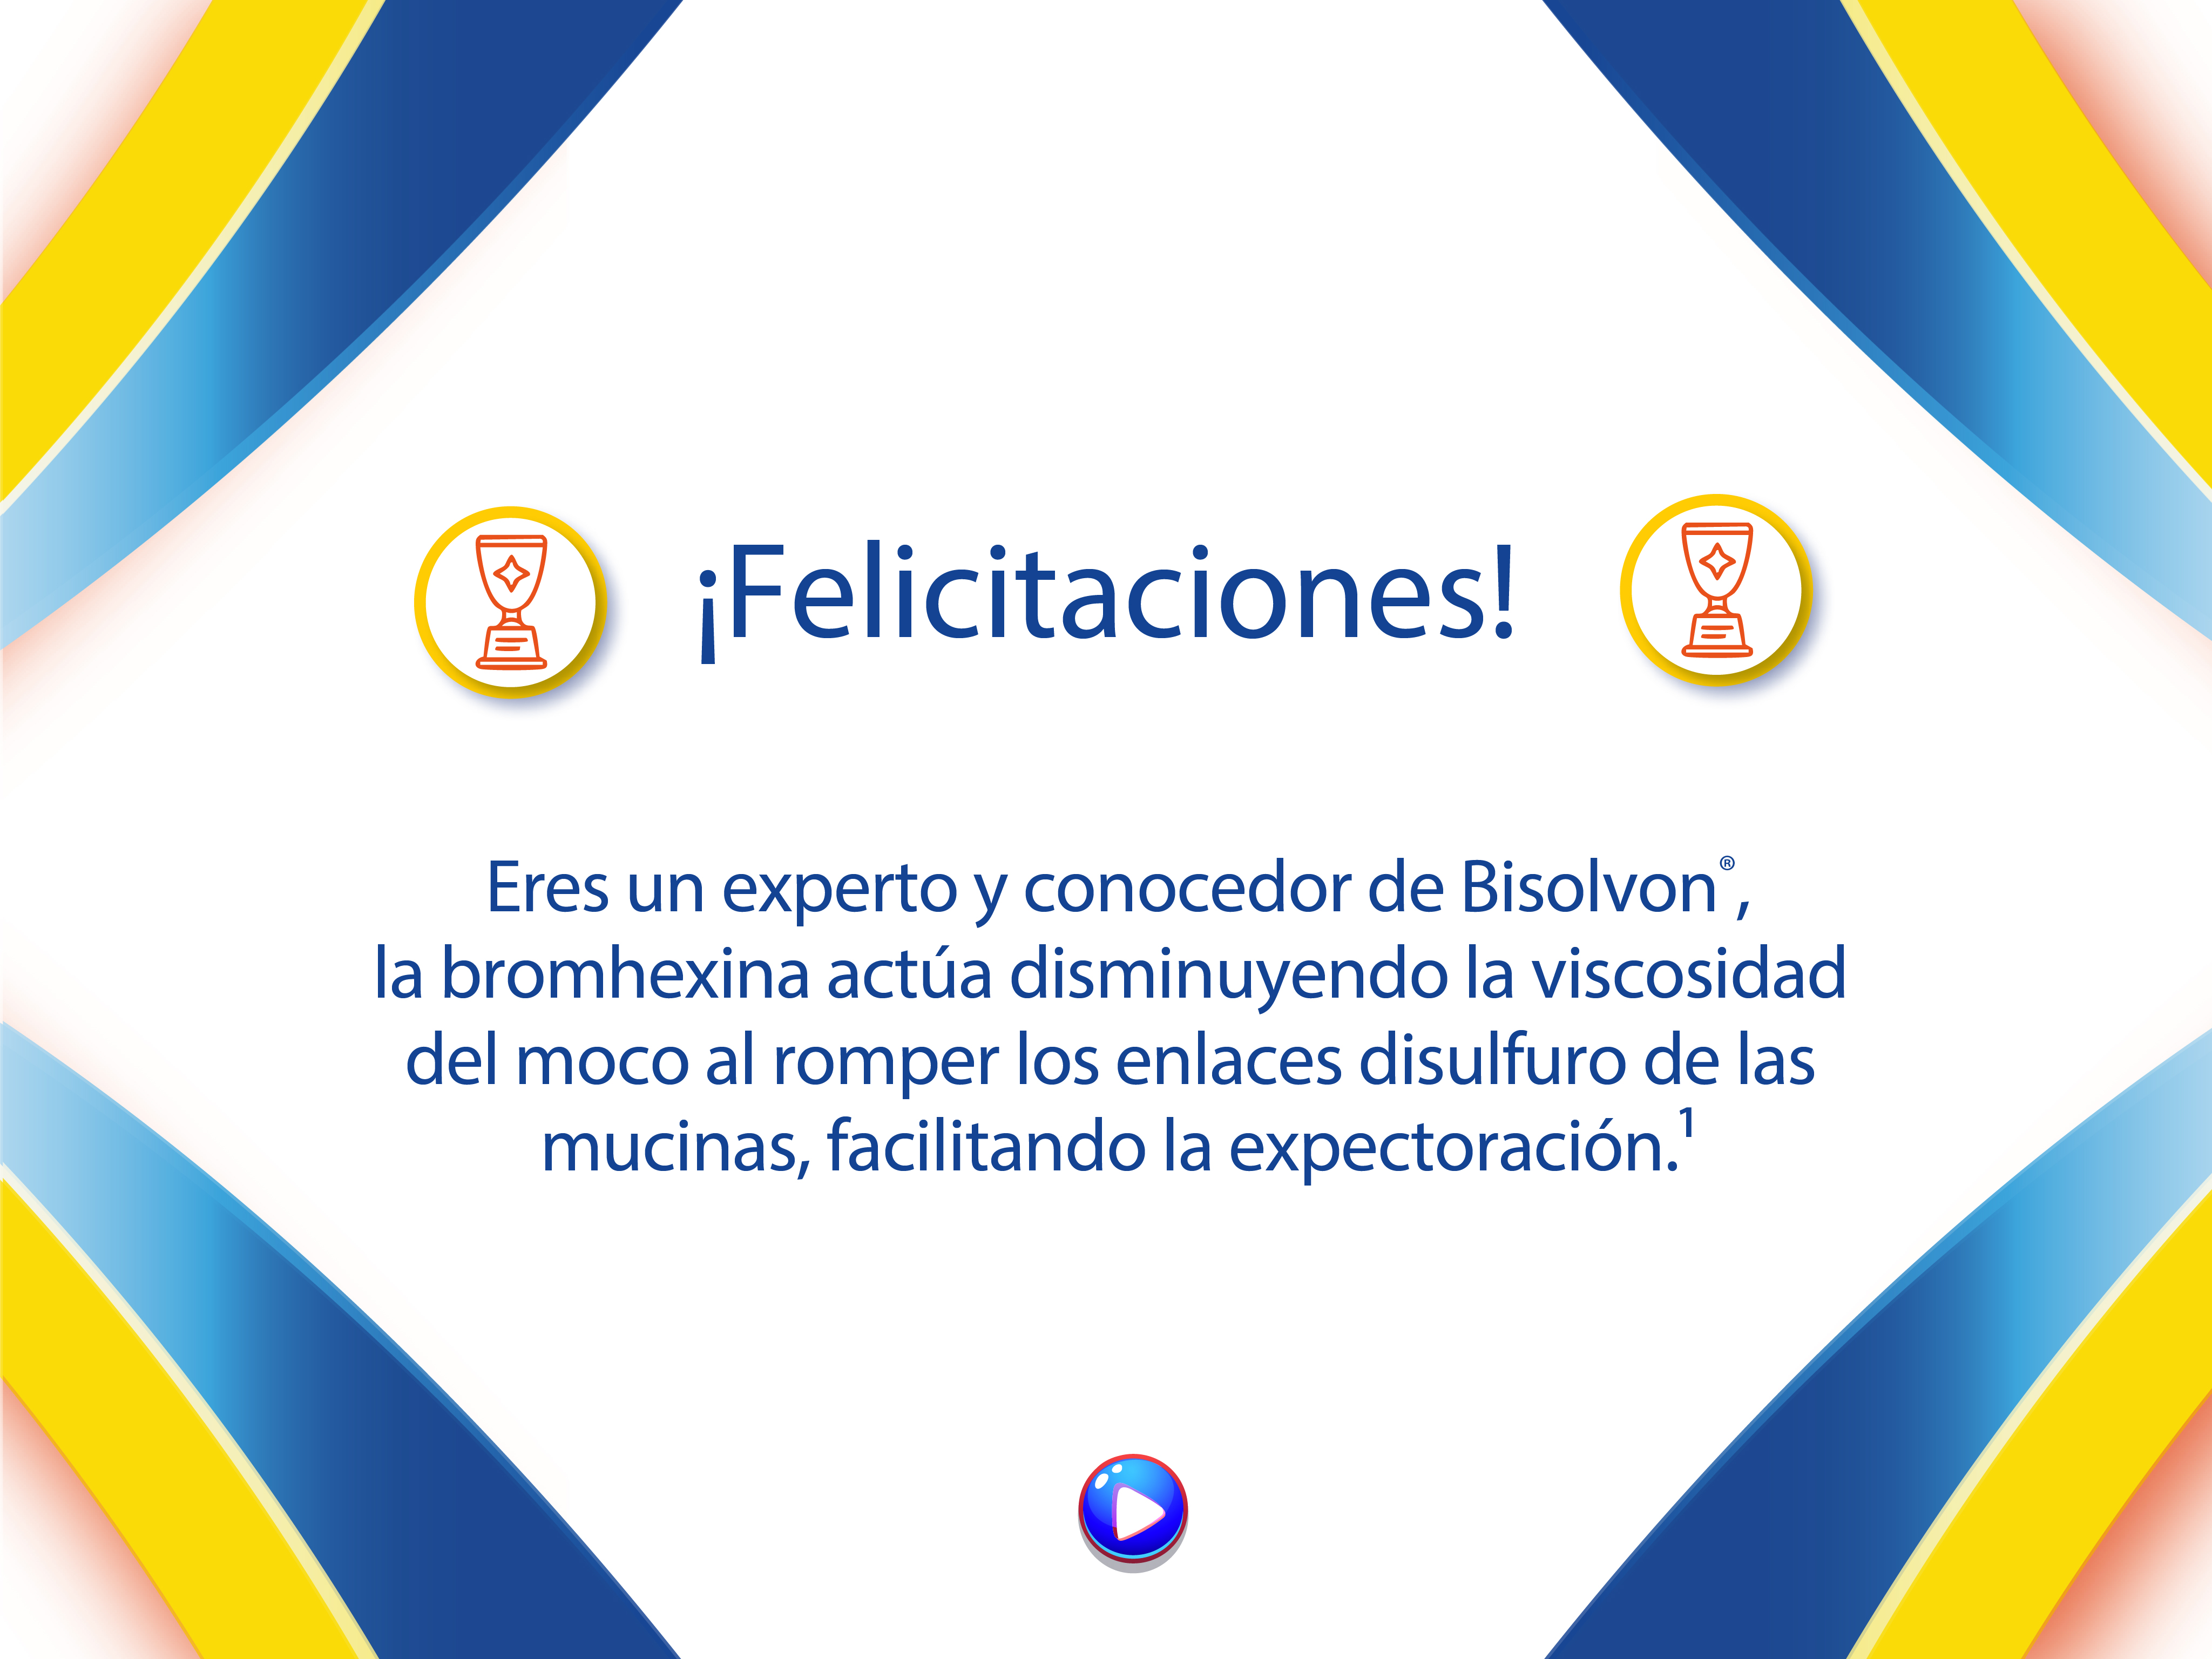 ¡Felicitaciones!
Eres un experto y conocedor de Bisolvon®,
la bromhexina actúa disminuyendo la viscosidad
del moco al romper los enlaces disulfuro de las
mucinas, facilitando la expectoración.¹